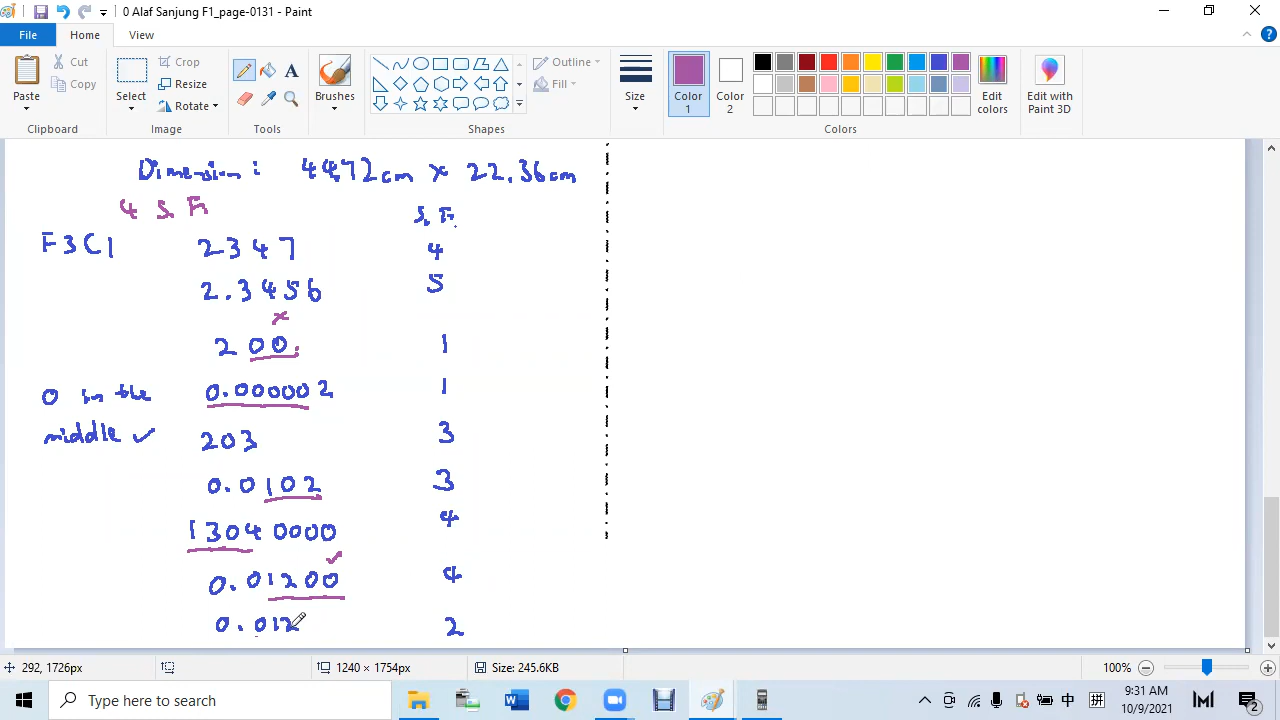 0 Alaf Sanjung F1_page-0131 - Paint
File Home View
Paste Cut Copy
Clipboard
Select Crop Resize Rotate
Image
Tools
Brushes
Outline Fill
Shapes
Size
Color 1 Color 2
Edit colors
Colors
Edit with Paint 3D
Dimension : 44.72cm × 22.36cm
4 S.F.
S.F.
F3C1 2347 4
2.3456 5
×
200. 1
0 in the 0.000002 1
middle ✓ 203 3
0.0102 3
13040000 4
✓
0.01200 4
0.012 2
292, 1726px 1240 × 1754px Size: 245.6KB 100%
Type here to search
中 拼 9:31 AM
10/9/2021 2